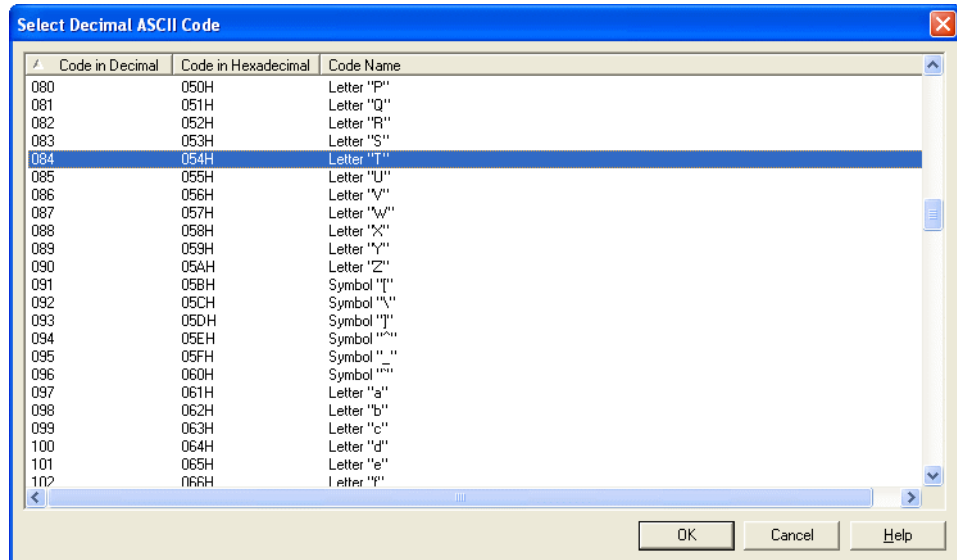 Select Decimal ASCII Code
Code in Decimal Code in Hexadecimal Code Name
080 050H Letter "P"
081 051H Letter "Q"
082 052H Letter "R"
083 053H Letter "S"
084 054H Letter "T"
085 055H Letter "U"
086 056H Letter "V"
087 057H Letter "W"
088 058H Letter "X"
089 059H Letter "Y"
090 05AH Letter "Z"
091 05BH Symbol "["
092 05CH Symbol "\"
093 05DH Symbol "]"
094 05EH Symbol "^"
095 05FH Symbol "_"
096 060H Symbol "`"
097 061H Letter "a"
098 062H Letter "b"
099 063H Letter "c"
100 064H Letter "d"
101 065H Letter "e"
102 066H Letter "f"
OK Cancel Help